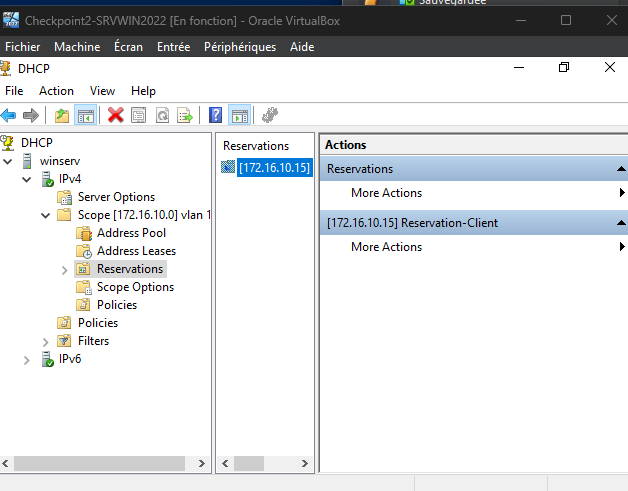 Sauvegardée
Checkpoint2-SRVWIN2022 [En fonction] - Oracle VirtualBox
Fichier Machine Écran Entrée Périphériques Aide
DHCP
File Action View Help
DHCP
winserv
IPv4
Server Options
Scope [172.16.10.0] vlan 1
Address Pool
Address Leases
Reservations
Scope Options
Policies
Policies
Filters
IPv6
Reservations
[172.16.10.15]
Actions
Reservations
More Actions
[172.16.10.15] Reservation-Client
More Actions